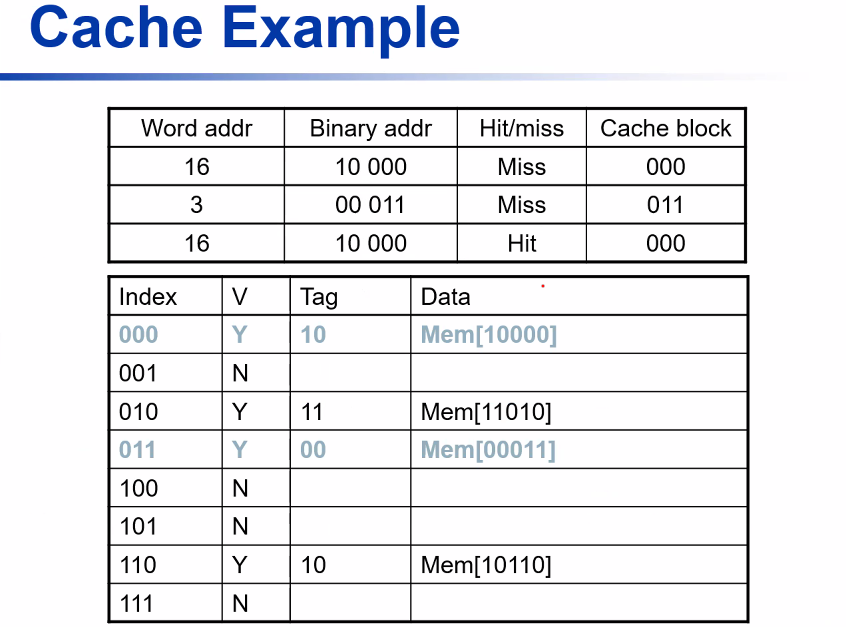 Cache Example
Word addr Binary addr Hit/miss Cache block
16 10 000 Miss 000
3 00 011 Miss 011
16 10 000 Hit 000
Index V Tag Data
000 Y 10 Mem[10000]
001 N
010 Y 11 Mem[11010]
011 Y 00 Mem[00011]
100 N
101 N
110 Y 10 Mem[10110]
111 N